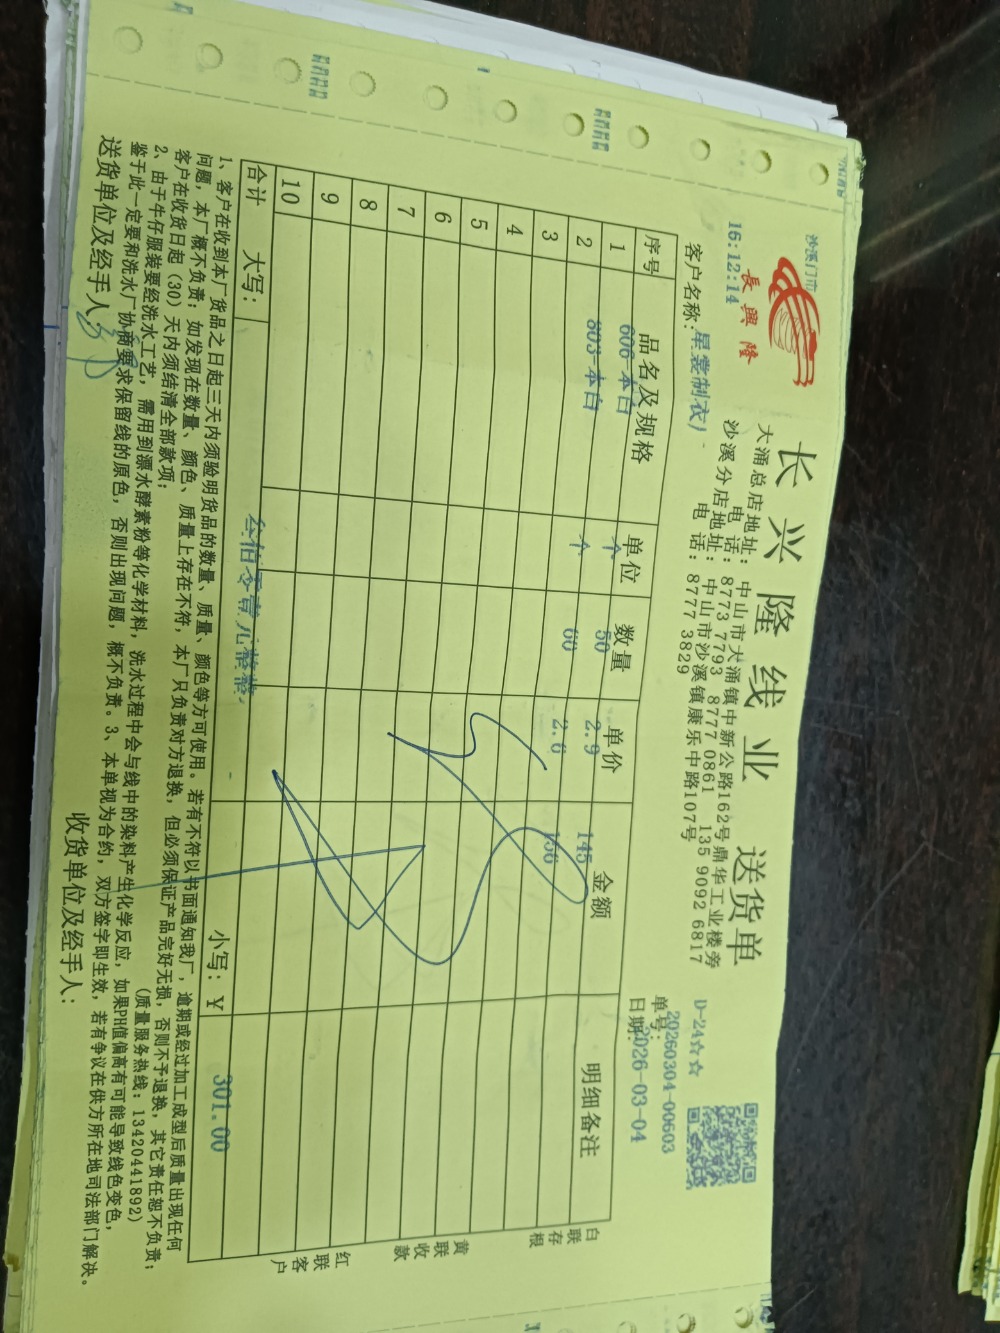 沙溪门市
長興隆
16:12:14
长兴隆线业 送货单
大涌总店地址: 中山市大涌镇中新公路162号鼎华工业楼旁
电 话: 8773 7793 8777 0861 135 9092 6817
沙溪分店地址: 中山市沙溪镇康乐中路107号
电 话: 8777 3829
D-24☆☆
单号: 20260304-00603
日期: 2026-03-04
客户名称: 星裳制衣
序号 品名及规格 单位 数量 单价 金额 明细备注
1 606-本白 个 50 2.9 145
2 803-本白 个 60 2.6 156
3
4
5
6
7
8
9
10
合计 大写: 叁佰零壹元整 小写: ¥ 301.00
白联存根
黄联收款
红联客户
1、客户在收到本厂货品之日起三天内须验明货品的数量、质量、颜色等方可使用。若有不符以书面通知我厂,逾期或经过加工成型后质量出现任何
问题,本厂概不负责;如发现在数量、颜色、质量上存在不符,本厂只负责对方退换,但必须保证产品完好无损,否则不予退换,其它责任恕不负责;
客户在收货日起(30)天内须结清全部款项; (质量服务热线:13420441892)
2、由于牛仔服装要经洗水工艺,需用到漂水酵素粉等化学材料,洗水过程中会与线中的染料产生化学反应,如果PH值偏高有可能导致线色变色,
鉴于此一定要和洗水厂协商要求保留线的原色,否则出现问题,概不负责。3、本单视为合约,双方签字即生效,若有争议在供方所在地司法部门解决。
送货单位及经手人: 收货单位及经手人: